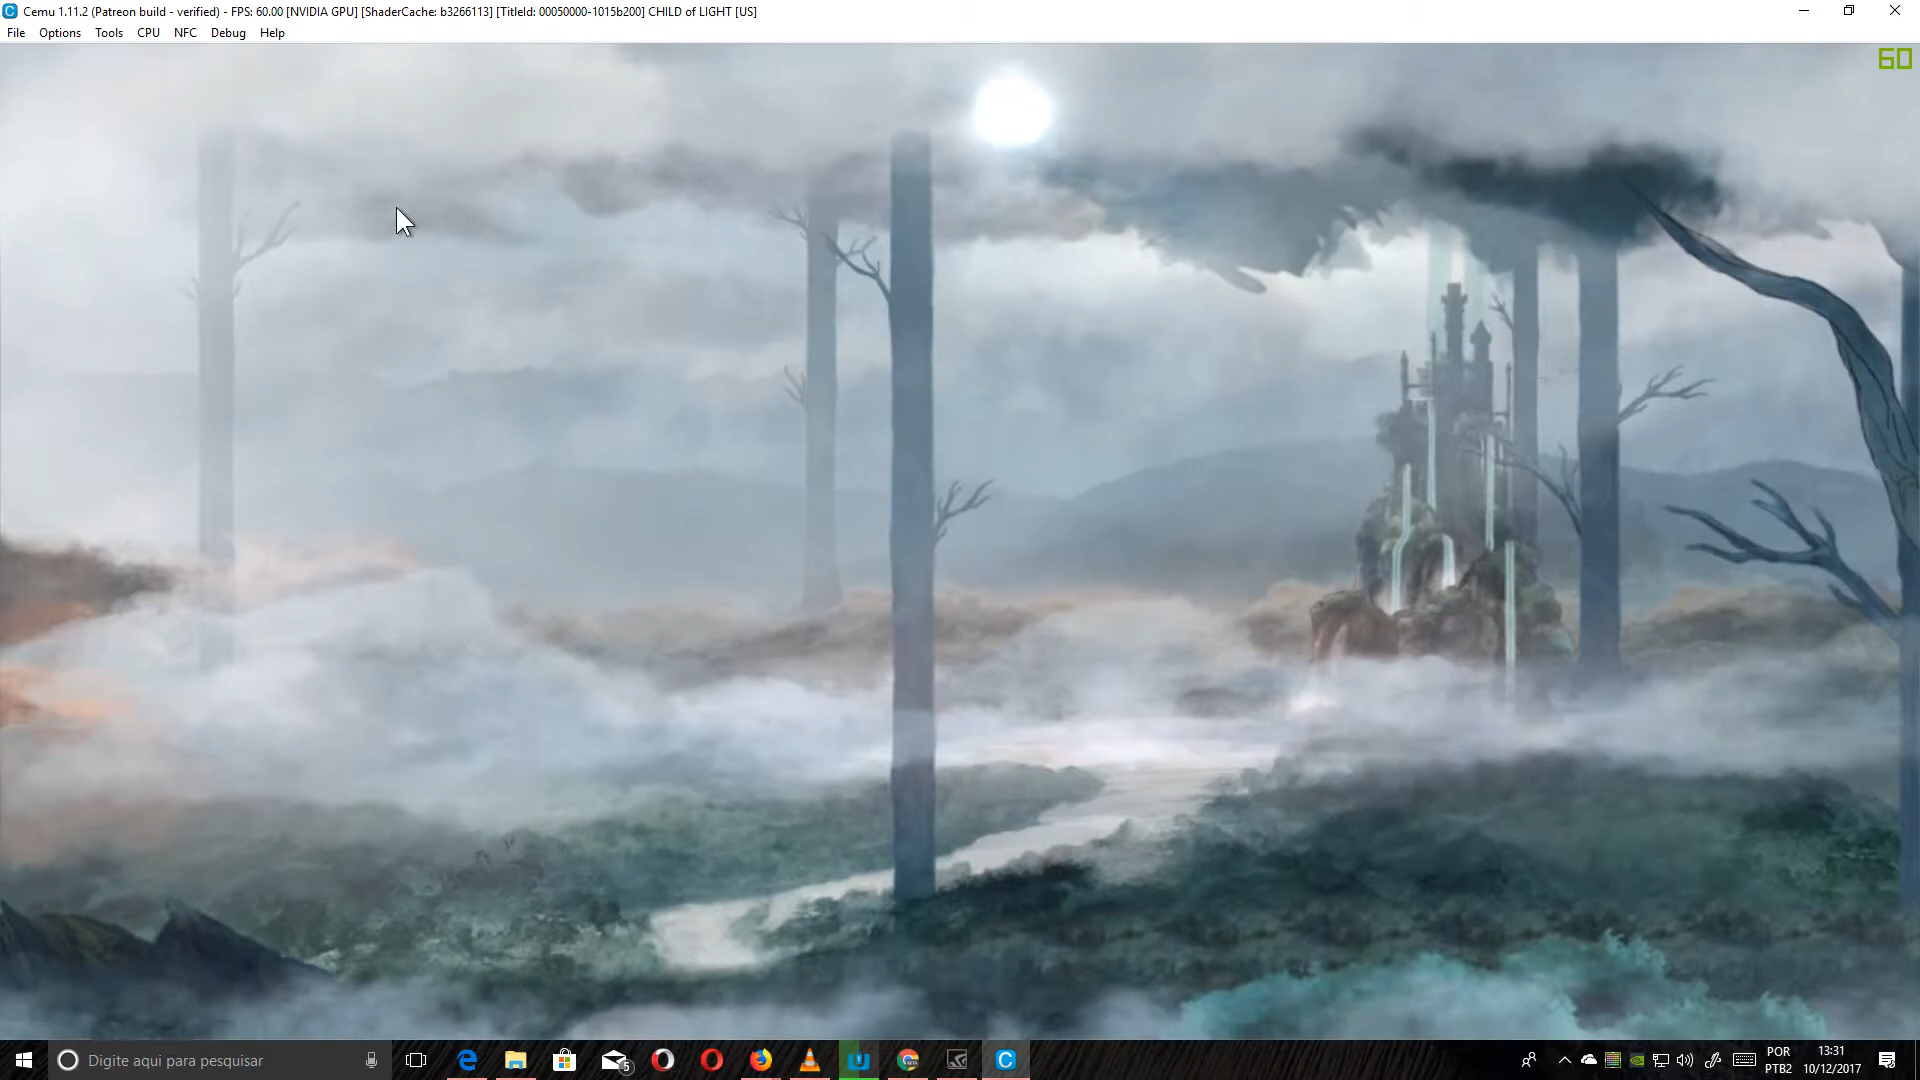 Cemu 1.11.2 (Patreon build - verified) - FPS: 60.00 [NVIDIA GPU] [ShaderCache: b3266113] [TitleId: 00050000-1015b200] CHILD of LIGHT [US]
File Options Tools CPU NFC Debug Help
60
Digite aqui para pesquisar
5
POR
PTB2
13:31
10/12/2017